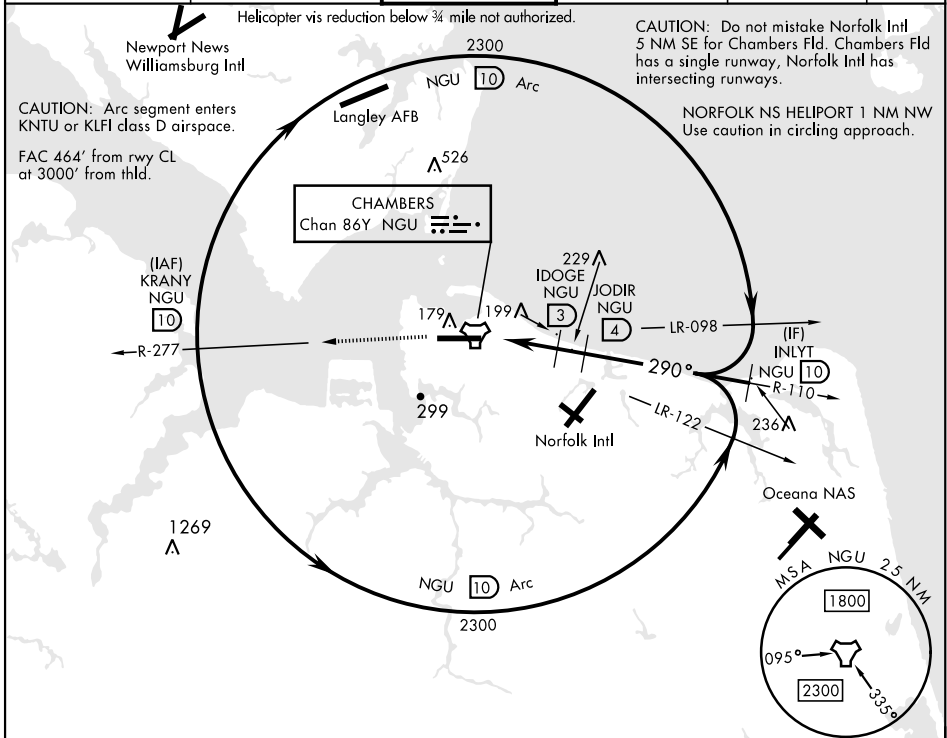 Helicopter vis reduction below ¾ mile not authorized.
Newport News
Williamsburg Intl
CAUTION: Do not mistake Norfolk Intl
5 NM SE for Chambers Fld. Chambers Fld
has a single runway, Norfolk Intl has
intersecting runways.
2300
NGU 10 Arc
Langley AFB
CAUTION: Arc segment enters
KNTU or KLFI class D airspace.
NORFOLK NS HELIPORT 1 NM NW
Use caution in circling approach.
FAC 464' from rwy CL
at 3000' from thld.
526
CHAMBERS
Chan 86Y NGU
(IAF)
KRANY
NGU
10
R-277
179
199
229
IDOGE
NGU
3
JODIR
NGU
4
LR-098
(IF)
INLYT
NGU 10
290°
R-110
LR-122
236
299
Norfolk Intl
Oceana NAS
1269
NGU 10 Arc
2300
MSA NGU 25 NM
1800
095°
2300
335°